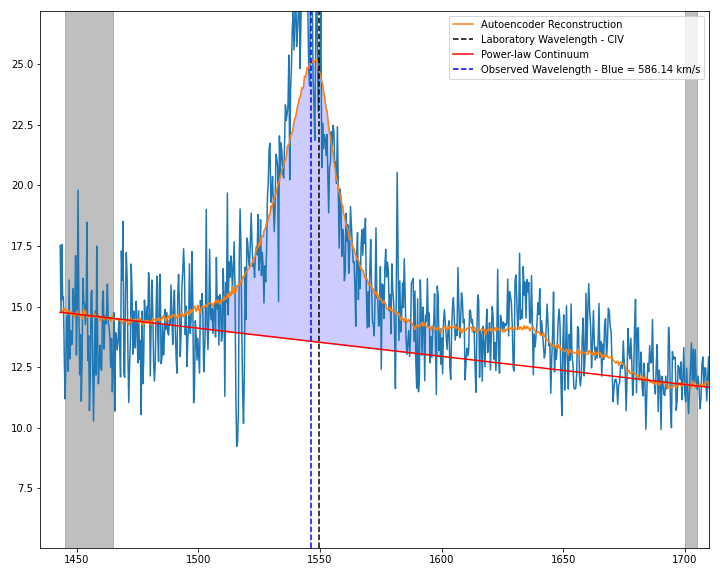 Autoencoder Reconstruction
Laboratory Wavelength - CIV
Power-law Continuum
Observed Wavelength - Blue = 586.14 km/s
25.0
22.5
20.0
17.5
15.0
12.5
10.0
7.5
1450 1500 1550 1600 1650 1700